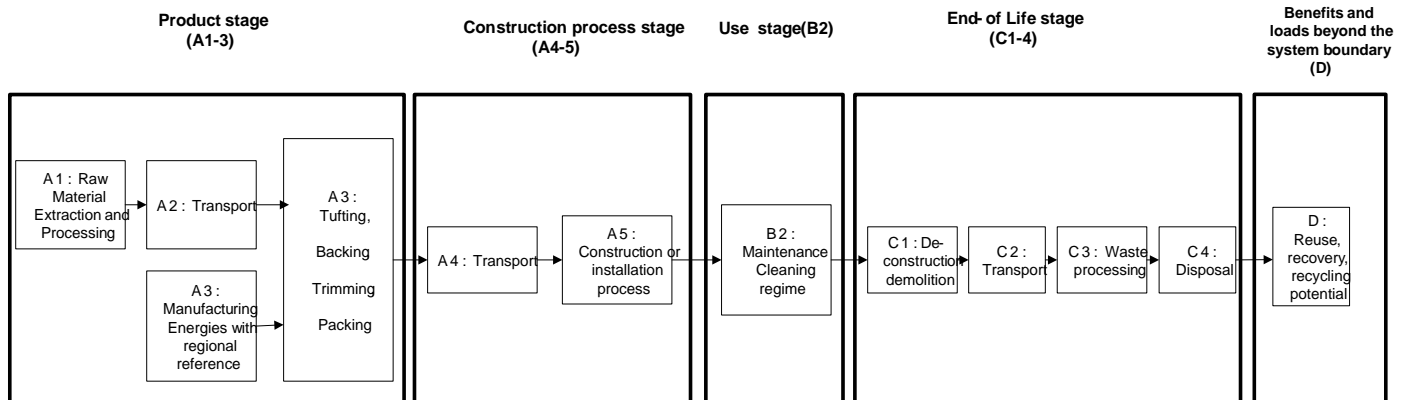 Product stage
(A1-3)
Construction process stage
(A4-5)
Use stage(B2)
End- of Life stage
(C1-4)
Benefits and
loads beyond the
system boundary
(D)
A1: Raw
Material
Extraction and
Processing
A2: Transport
A3:
Manufacturing
Energies with
regional
reference
A3:
Tufting,
Backing
Trimming
Packing
A4: Transport
A5:
Construction or
installation
process
B2:
Maintenance
Cleaning
regime
C1: De-
construction
demolition
C2:
Transport
C3: Waste
processing
C4:
Disposal
D:
Reuse,
recovery,
recycling
potential